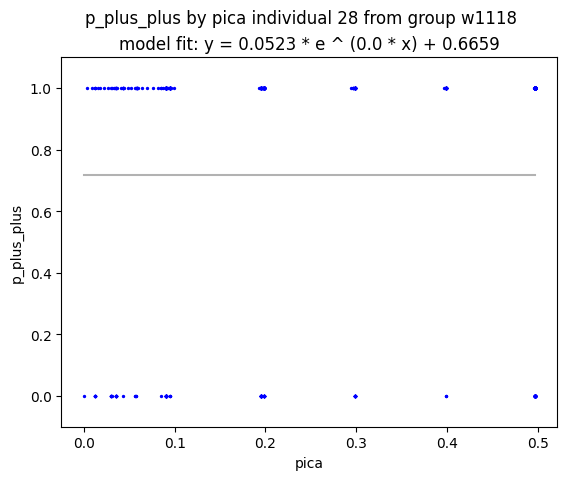 p_plus_plus by pica individual 28 from group w1118
model fit: y = 0.0523 * e ^ (0.0 * x) + 0.6659
1.0
0.8
0.6
0.4
0.2
0.0
p_plus_plus
0.0 0.1 0.2 0.3 0.4 0.5
pica